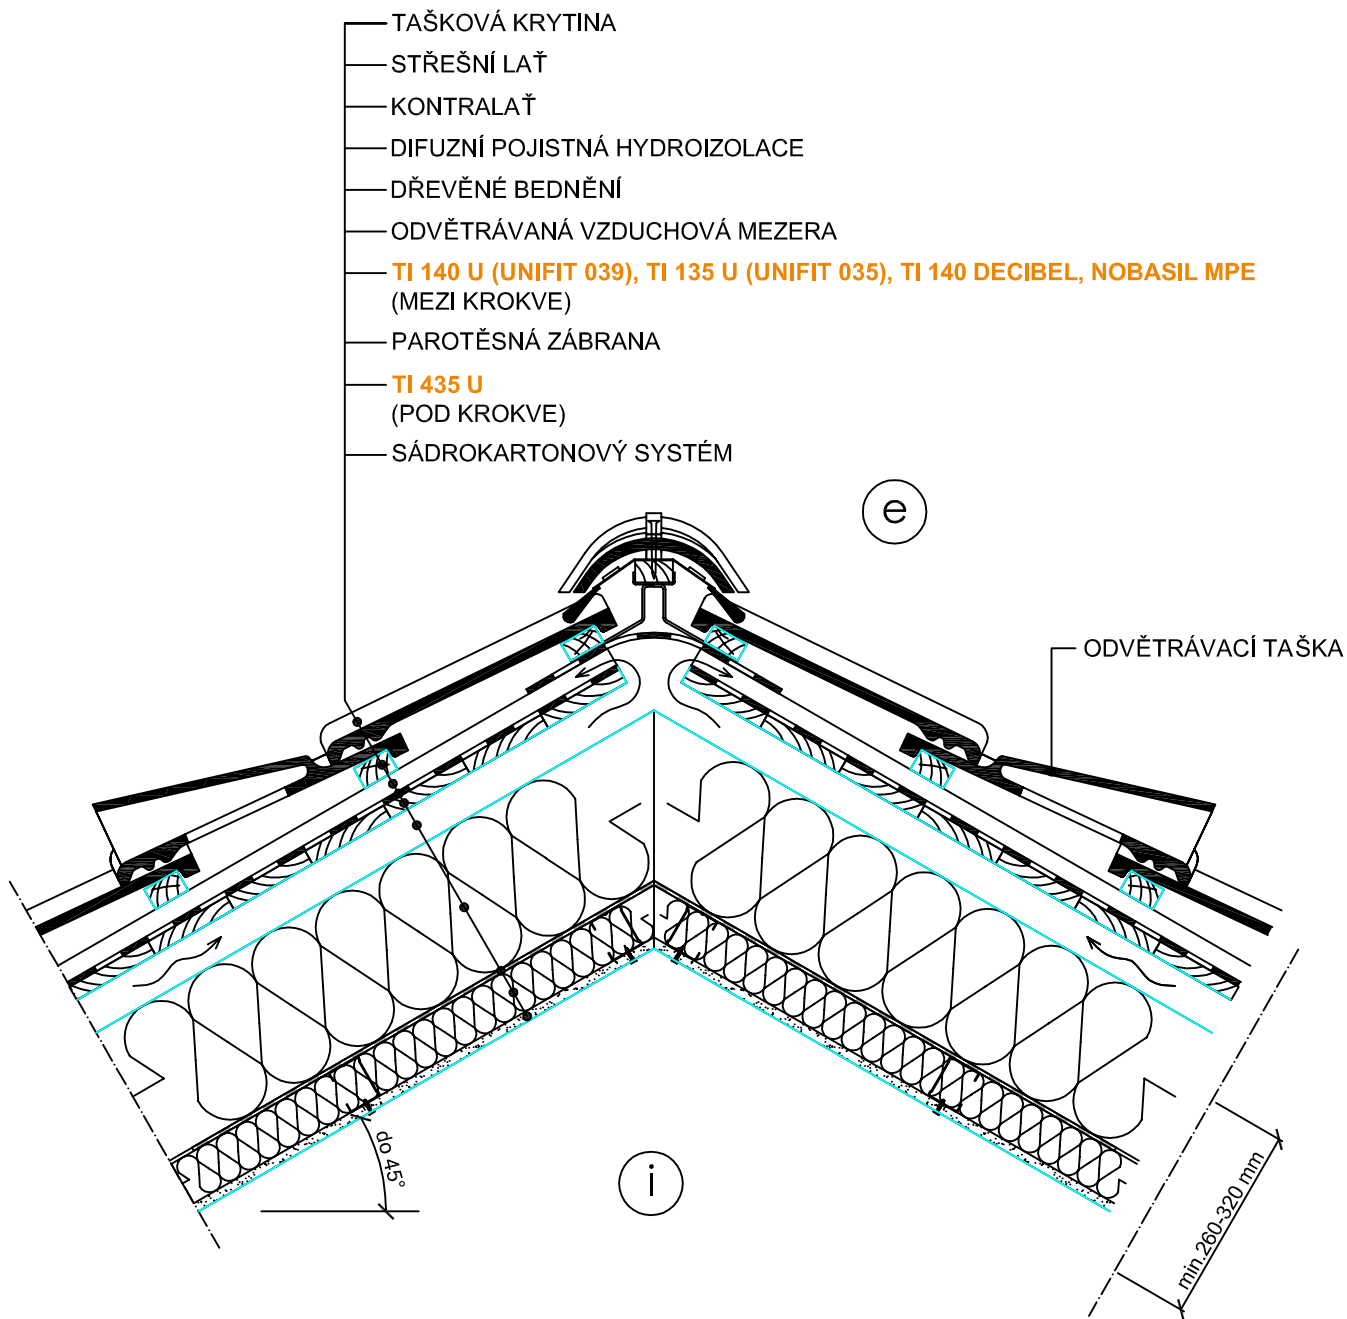 TAŠKOVÁ KRYTINA
STŘEŠNÍ LAŤ
KONTRALAŤ
DIFUZNÍ POJISTNÁ HYDROIZOLACE
DŘEVĚNÉ BEDNĚNÍ
ODVĚTRÁVANÁ VZDUCHOVÁ MEZERA
TI 140 U (UNIFIT 039), TI 135 U (UNIFIT 035), TI 140 DECIBEL, NOBASIL MPE
(MEZI KROKVE)
PAROTĚSNÁ ZÁBRANA
TI 435 U
(POD KROKVE)
SÁDROKARTONOVÝ SYSTÉM
e
ODVĚTRÁVACÍ TAŠKA
do 45°
i
min.260-320 mm